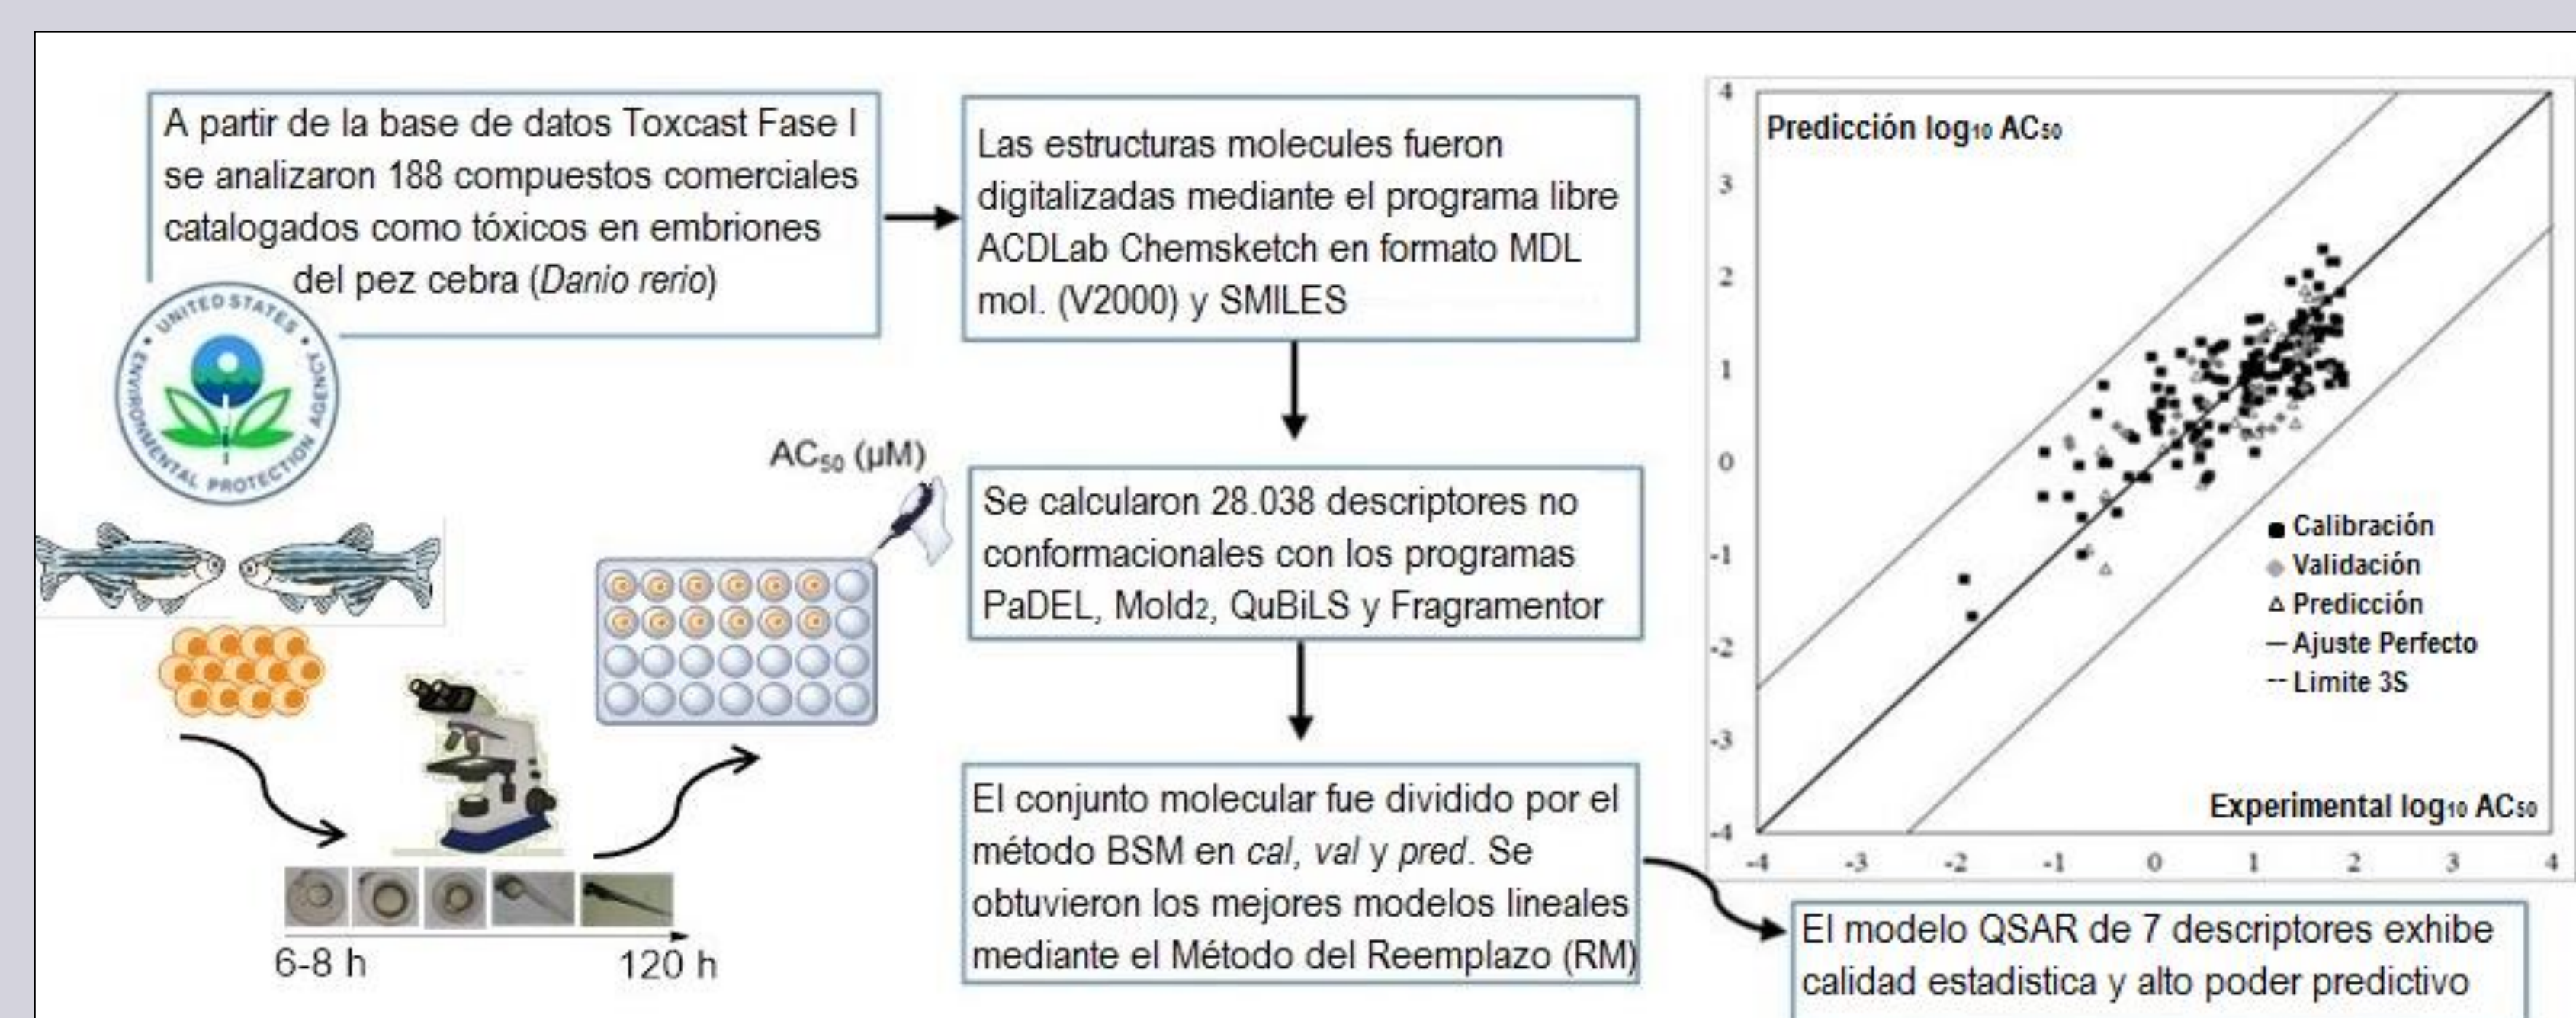 A partir de la base de datos Toxcast Fase I
se analizaron 188 compuestos comerciales
catalogados como tóxicos en embriones
del pez cebra (Danio rerio)
UNITED STATES
ENVIRONMENTAL PROTECTION AGENCY
AC50 (µM)
6-8 h
120 h
Las estructuras molecules fueron
digitalizadas mediante el programa libre
ACDLab Chemsketch en formato MDL
mol. (V2000) y SMILES
Se calcularon 28.038 descriptores no
conformacionales con los programas
PaDEL, Mold2, QuBiLS y Fragramentor
El conjunto molecular fue dividido por el
método BSM en cal, val y pred. Se
obtuvieron los mejores modelos lineales
mediante el Método del Reemplazo (RM)
Predicción log10 AC50
4
3
2
1
0
-1
-2
-3
-4
Calibración
Validación
Predicción
Ajuste Perfecto
Limite 3S
Experimental log10 AC50
-4 -3 -2 -1 0 1 2 3 4
El modelo QSAR de 7 descriptores exhibe
calidad estadistica y alto poder predictivo